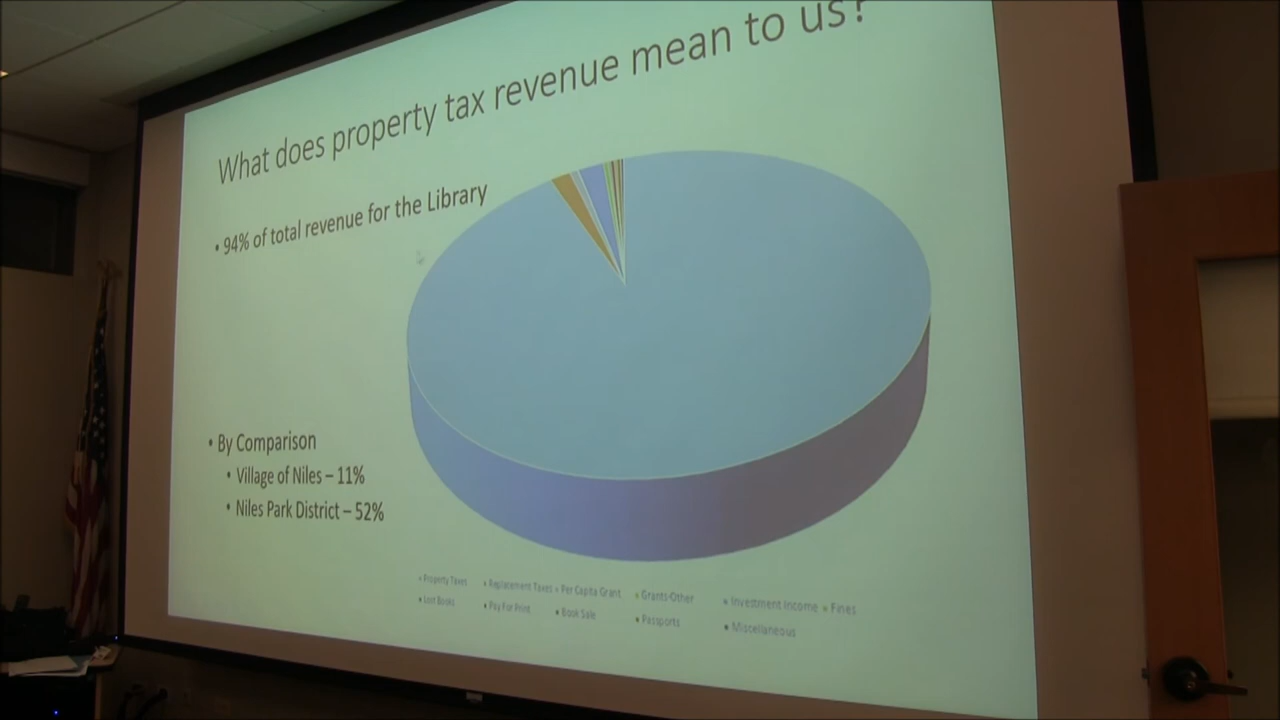 What does property tax revenue mean to us?
• 94% of total revenue for the Library
• By Comparison
• Village of Niles – 11%
• Niles Park District – 52%
Property Taxes Replacement Taxes Per Capita Grant Grants-Other Investment Income Fines
Lost Books Pay For Print Book Sale Passports Miscellaneous